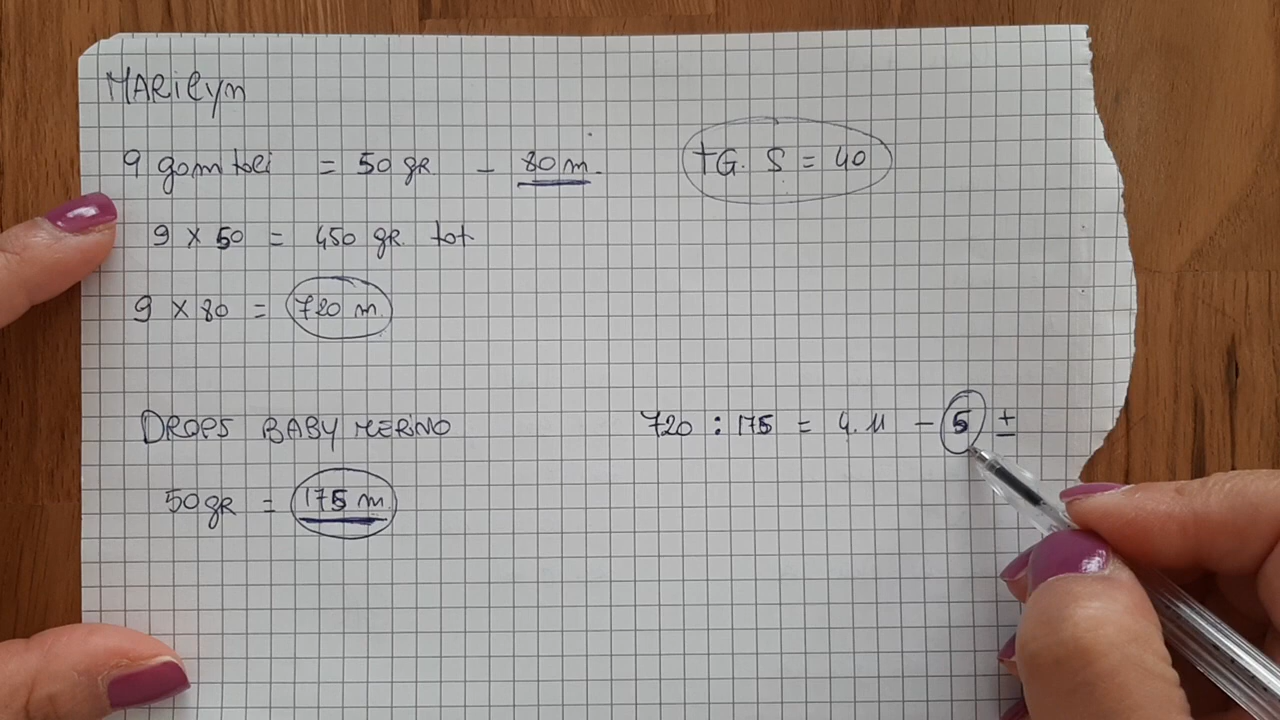 MARilyn
9 gomitoli = 50 gR - 80 m. tG. S = 40
9 x 50 = 450 gR. tot
9 x 80 = 720 m
DROPS BABY MERINO 720 : 175 = 4.11 - 5 ±
50 gR = 175 m